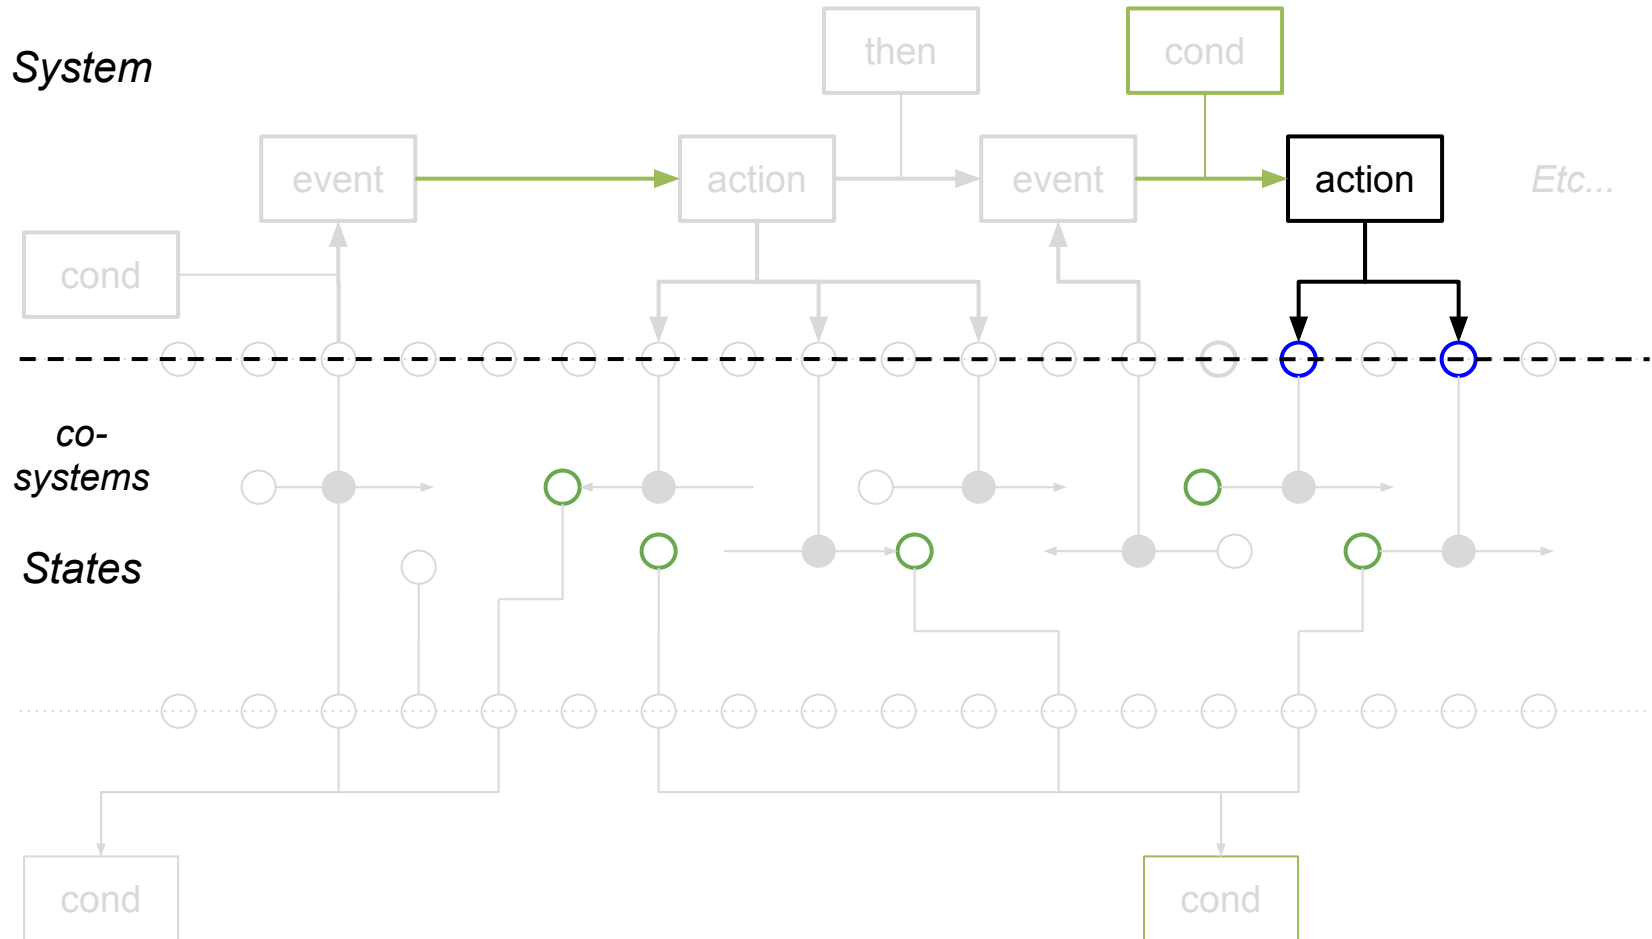 then
cond
System
event
action
event
action
Etc...
cond
co-
systems
States
cond
cond